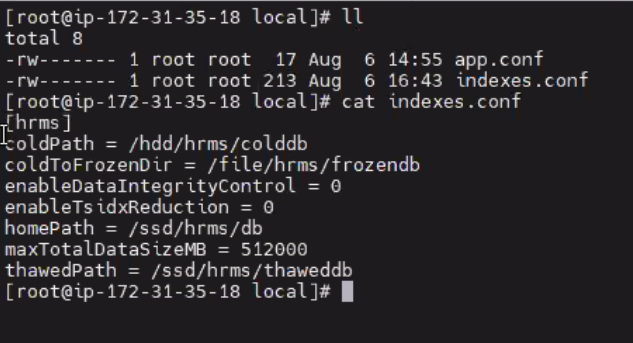 [root@ip-172-31-35-18 local]# ll
total 8
-rw------- 1 root root  17 Aug  6 14:55 app.conf
-rw------- 1 root root 213 Aug  6 16:43 indexes.conf
[root@ip-172-31-35-18 local]# cat indexes.conf
[hrms]
coldPath = /hdd/hrms/colddb
coldToFrozenDir = /file/hrms/frozendb
enableDataIntegrityControl = 0
enableTsidxReduction = 0
homePath = /ssd/hrms/db
maxTotalDataSizeMB = 512000
thawedPath = /ssd/hrms/thaweddb
[root@ip-172-31-35-18 local]#